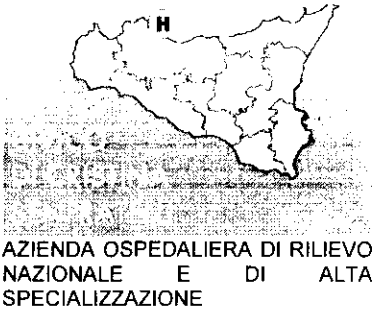 H
AZIENDA OSPEDALIERA DI RILIEVO
NAZIONALE E DI ALTA
SPECIALIZZAZIONE